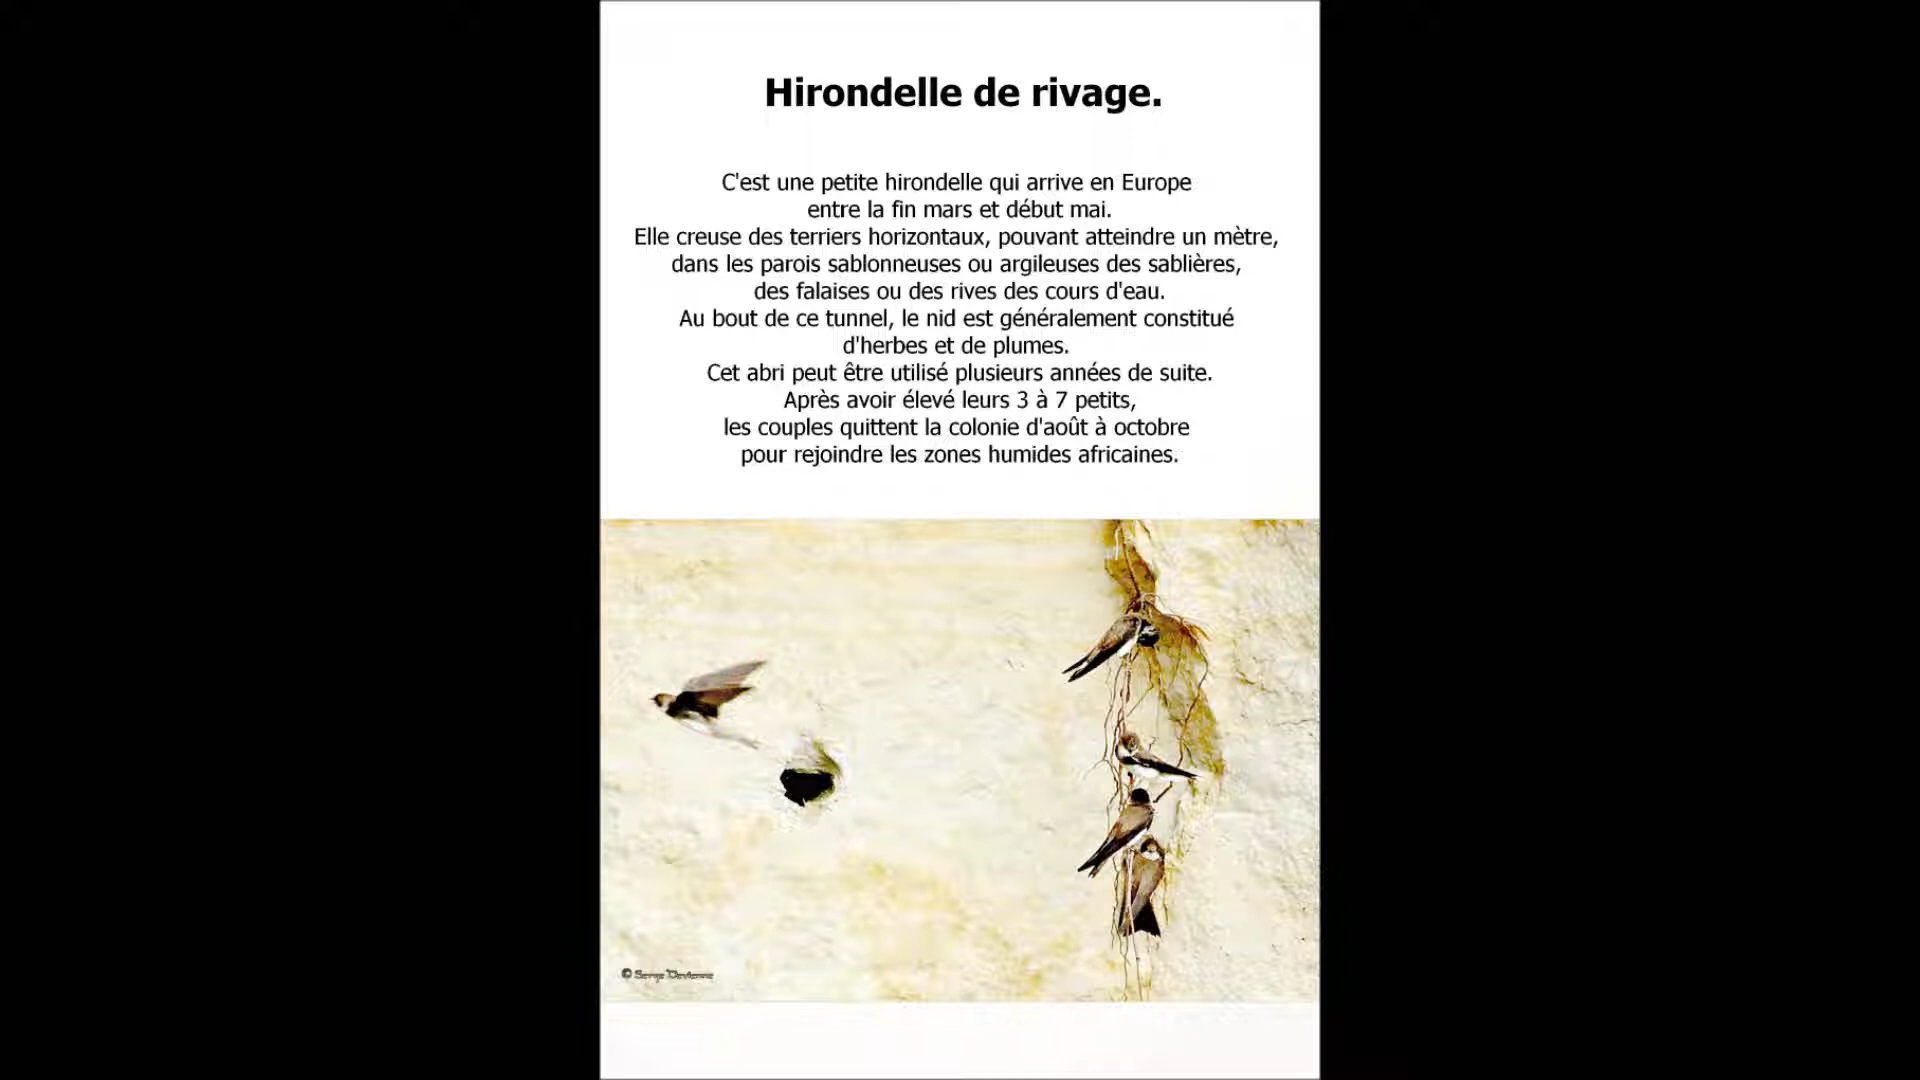 Hirondelle de rivage.
C'est une petite hirondelle qui arrive en Europe
entre la fin mars et début mai.
Elle creuse des terriers horizontaux, pouvant atteindre un mètre,
dans les parois sablonneuses ou argileuses des sablières,
des falaises ou des rives des cours d'eau.
Au bout de ce tunnel, le nid est généralement constitué
d'herbes et de plumes.
Cet abri peut être utilisé plusieurs années de suite.
Après avoir élevé leurs 3 à 7 petits,
les couples quittent la colonie d'août à octobre
pour rejoindre les zones humides africaines.
© Serge Devienne